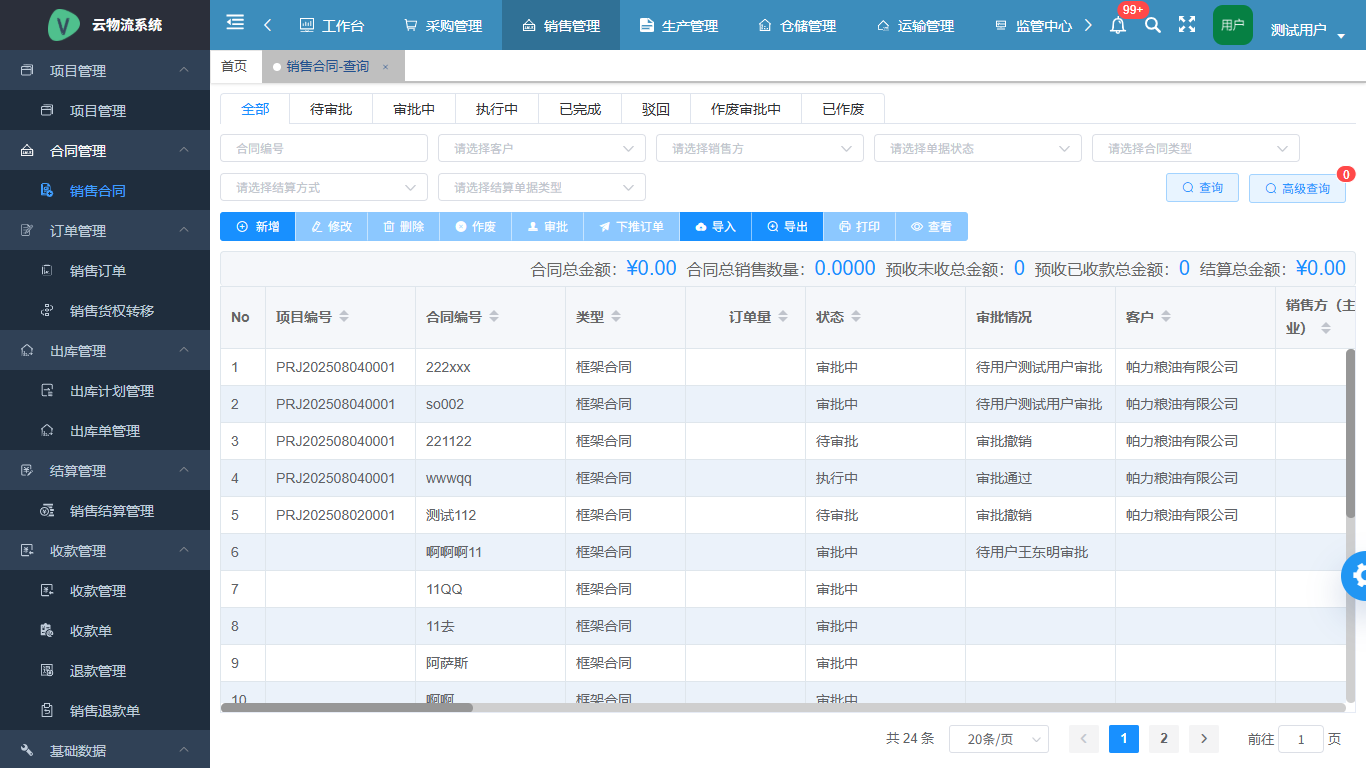 云物流系统
工作台 采购管理 销售管理 生产管理 仓储管理 运输管理 监管中心 99+ 用户 测试用户
首页 销售合同-查询 ×
项目管理
项目管理
合同管理
销售合同
订单管理
销售订单
销售货权转移
出库管理
出库计划管理
出库单管理
结算管理
销售结算管理
收款管理
收款管理
收款单
退款管理
销售退款单
基础数据
全部 待审批 审批中 执行中 已完成 驳回 作废审批中 已作废
合同编号 请选择客户 请选择销售方 请选择单据状态 请选择合同类型
请选择结算方式 请选择结算单据类型 查询 高级查询 0
新增 修改 删除 作废 审批 下推订单 导入 导出 打印 查看
合同总金额：¥0.00 合同总销售数量：0.0000 预收未收总金额：0 预收已收款总金额：0 结算总金额：¥0.00
No 项目编号 合同编号 类型 订单量 状态 审批情况 客户 销售方（主
业）
1 PRJ202508040001 222xxx 框架合同 审批中 待用户测试用户审批 帕力粮油有限公司
2 PRJ202508040001 so002 框架合同 审批中 待用户测试用户审批 帕力粮油有限公司
3 PRJ202508040001 221122 框架合同 待审批 审批撤销 帕力粮油有限公司
4 PRJ202508040001 wwwqq 框架合同 执行中 审批通过 帕力粮油有限公司
5 PRJ202508020001 测试112 框架合同 待审批 审批撤销 帕力粮油有限公司
6 啊啊啊11 框架合同 审批中 待用户王东明审批
7 11QQ 框架合同 审批中
8 11去 框架合同 审批中
9 阿萨斯 框架合同 审批中
10 啊啊 框架合同 审批中
共 24 条 20条/页 1 2 前往 1 页